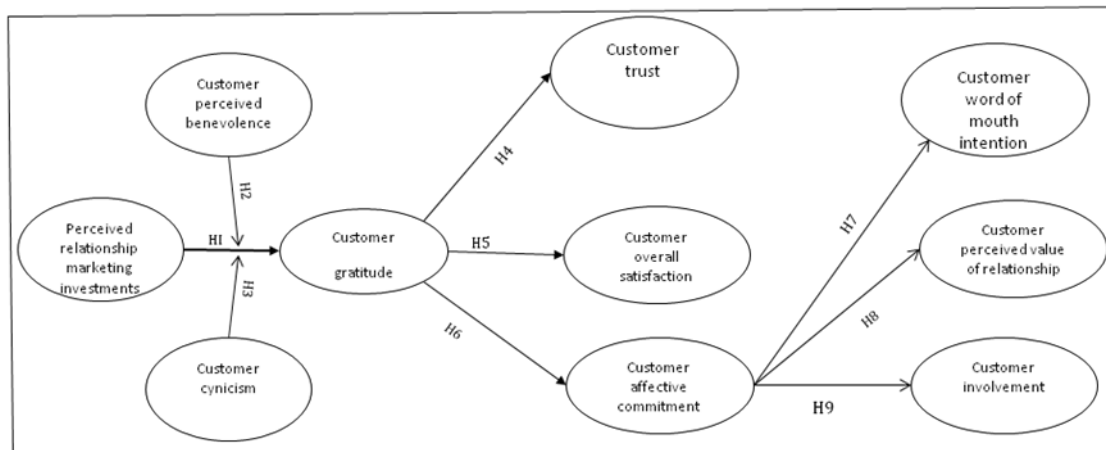 Customer
perceived
benevolence
H2
Perceived
relationship
marketing
investments
H1
H3
Customer
cynicism
Customer
gratitude
H4
H5
H6
Customer
trust
Customer
overall
satisfaction
Customer
affective
commitment
H7
H8
H9
Customer
word of
mouth
intention
Customer
perceived value
of relationship
Customer
involvement